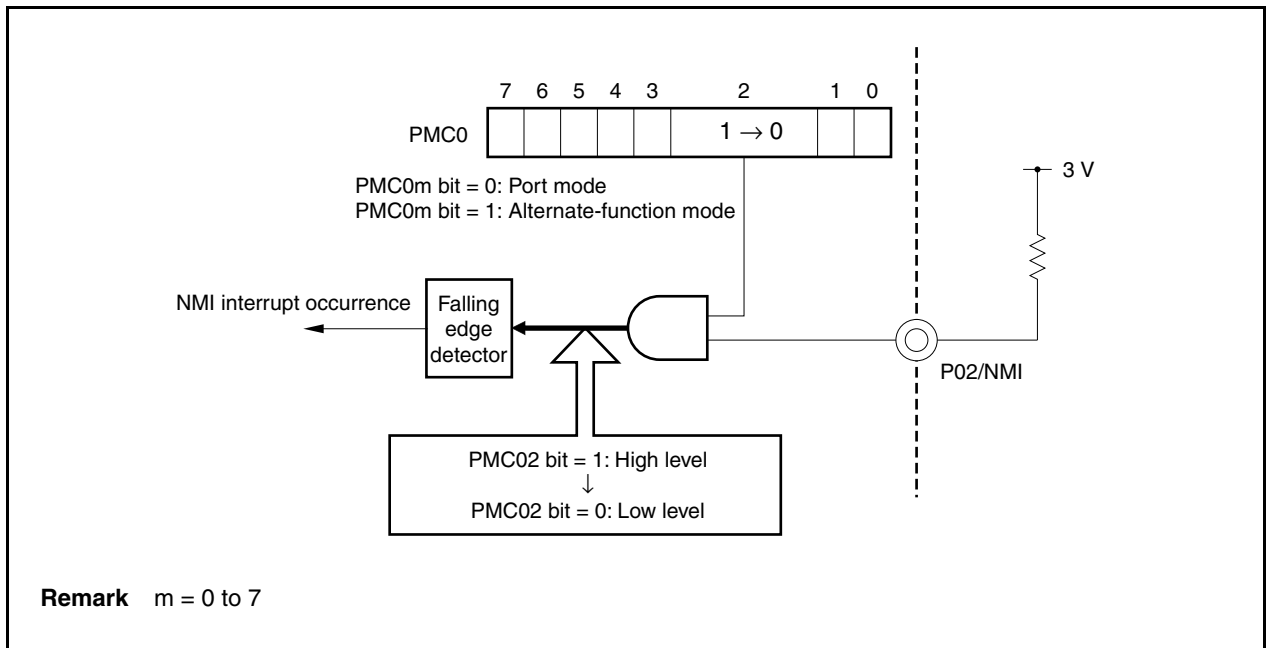 7 6 5 4 3 2 1 0
PMC0 1 → 0
3 V
PMC0m bit = 0: Port mode
PMC0m bit = 1: Alternate-function mode
NMI interrupt occurrence
Falling
edge
detector
P02/NMI
PMC02 bit = 1: High level
↓
PMC02 bit = 0: Low level
Remark m = 0 to 7